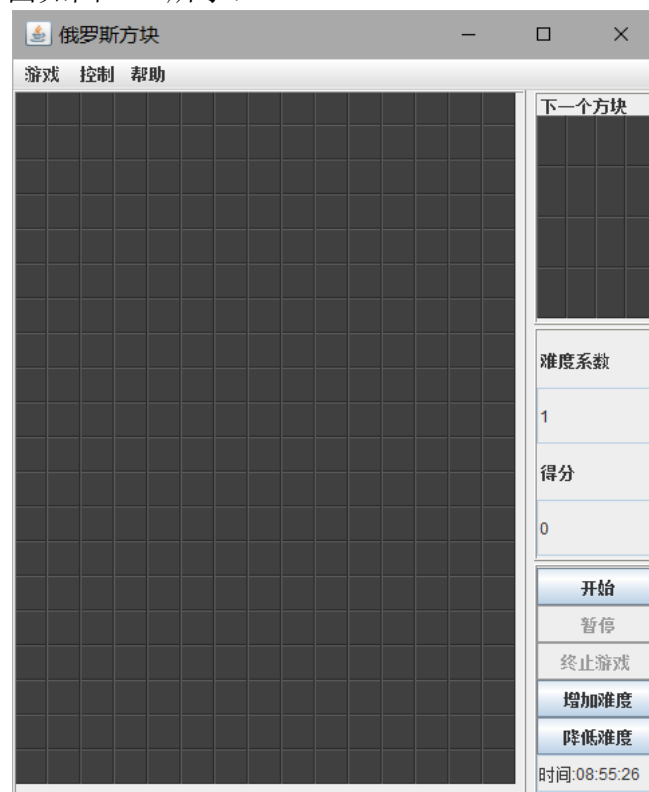 俄罗斯方块
游戏 控制 帮助
下一个方块
难度系数
1
得分
0
开始
暂停
终止游戏
增加难度
降低难度
时间:08:55:26